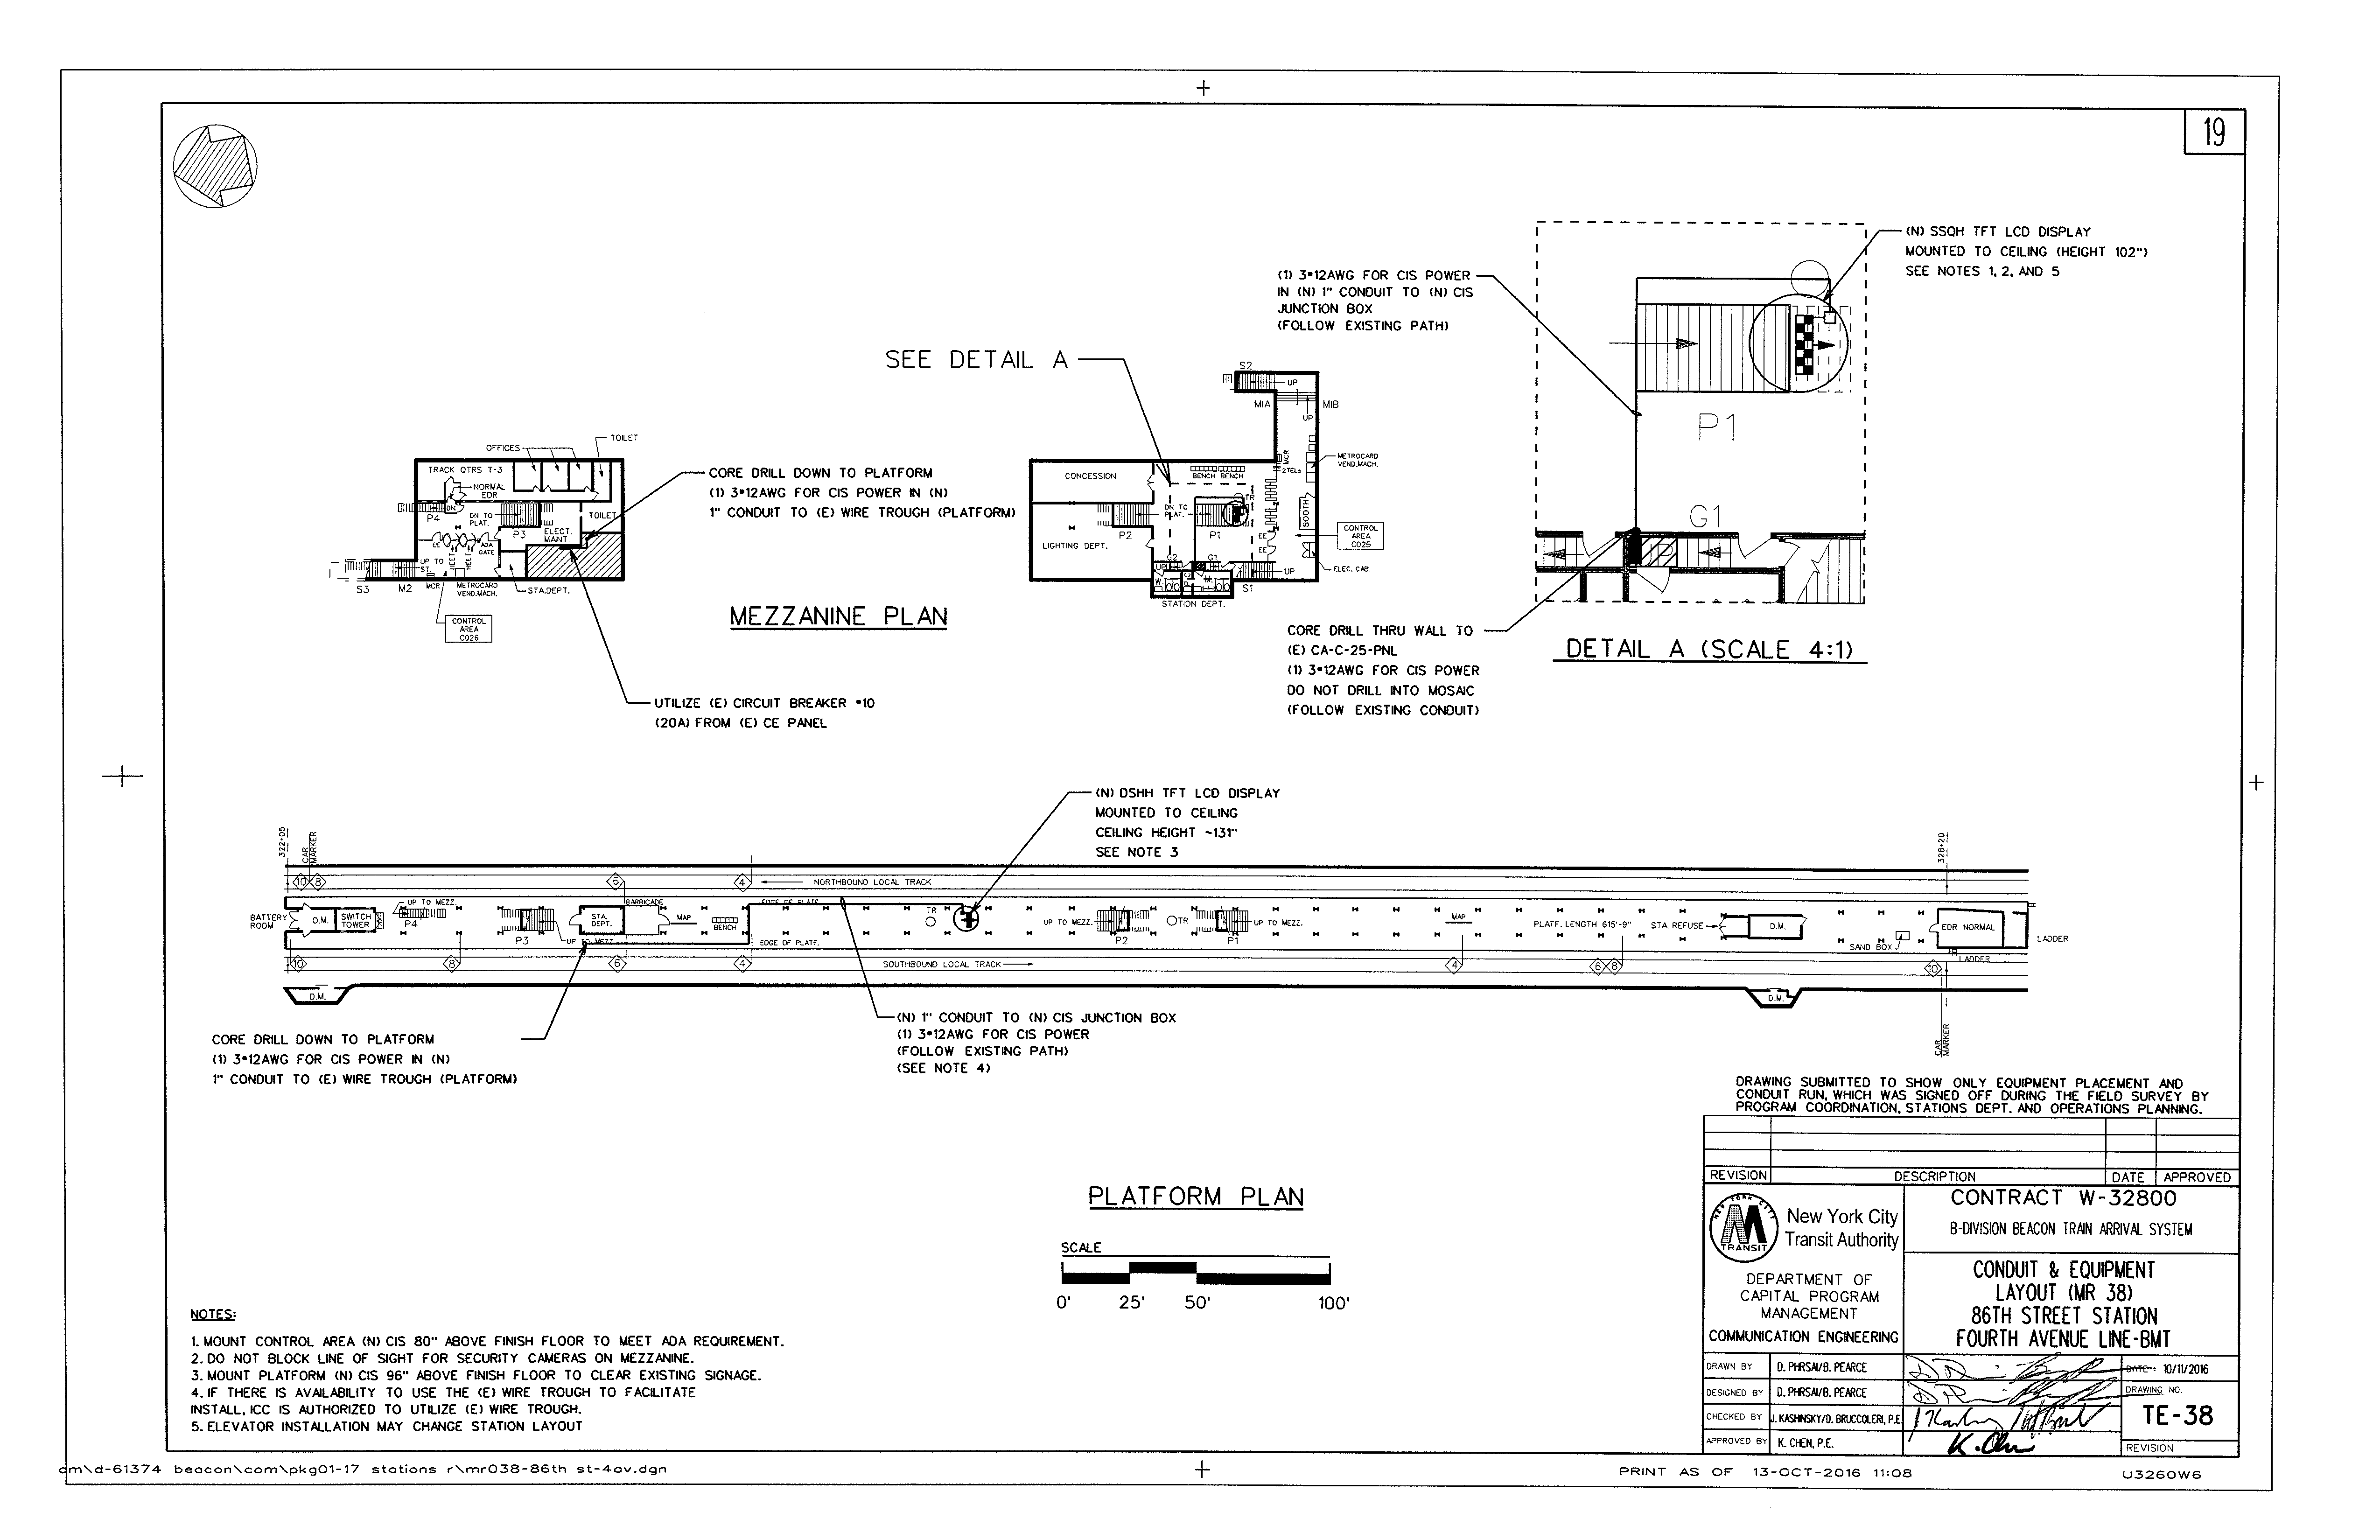 19
(N) SSQH TFT LCD DISPLAY
MOUNTED TO CEILING (HEIGHT 102")
SEE NOTES 1, 2, AND 5
(1) 3#12AWG FOR CIS POWER
IN (N) 1" CONDUIT TO (N) CIS
JUNCTION BOX
(FOLLOW EXISTING PATH)
SEE DETAIL A
P1
G1
UP
DETAIL A (SCALE 4:1)
OFFICES
TOILET
TRACK QTRS T-3
NORMAL
EDR
DN
P4
DN TO
PLAT.
P3
ELECT.
MAINT.
TOILET
EE
HEET
HEET
ADA
GATE
UP TO
ST.
S3
M2
MCR
METROCARD
VEND.MACH.
STA.DEPT.
CONTROL
AREA
C026
CORE DRILL DOWN TO PLATFORM
(1) 3#12AWG FOR CIS POWER IN (N)
1" CONDUIT TO (E) WIRE TROUGH (PLATFORM)
UTILIZE (E) CIRCUIT BREAKER #10
(20A) FROM (E) CE PANEL
MEZZANINE PLAN
S2
UP
M1A
M1B
UP
CONCESSION
BENCH BENCH
MCR
2TELs
METROCARD
VEND.MACH.
TR
DN TO
PLAT.
P2
P1
BOOTH
LIGHTING DEPT.
EE
EE
CONTROL
AREA
C025
G2
G1
UP
UP
ELEC. CAB.
S1
STATION DEPT.
CORE DRILL THRU WALL TO
(E) CA-C-25-PNL
(1) 3#12AWG FOR CIS POWER
DO NOT DRILL INTO MOSAIC
(FOLLOW EXISTING CONDUIT)
(N) DSHH TFT LCD DISPLAY
MOUNTED TO CEILING
CEILING HEIGHT ~131"
SEE NOTE 3
322+05
CAR
MARKER
328+20
10 8
6
4
NORTHBOUND LOCAL TRACK
BATTERY
ROOM
D.M.
SWITCH
TOWER
UP TO MEZZ.
P4
P3
UP TO MEZZ.
STA.
DEPT.
BARRICADE
MAP
BENCH
EDGE OF PLATF.
EDGE OF PLATF.
TR
UP TO MEZZ.
P2
TR
P1
UP TO MEZZ.
MAP
PLATF. LENGTH 615'-9"
STA. REFUSE
D.M.
SAND BOX
EDR NORMAL
LADDER
LADDER
10
8
6
4
SOUTHBOUND LOCAL TRACK
4
6 8
10
D.M.
D.M.
CAR
MARKER
CORE DRILL DOWN TO PLATFORM
(1) 3#12AWG FOR CIS POWER IN (N)
1" CONDUIT TO (E) WIRE TROUGH (PLATFORM)
(N) 1" CONDUIT TO (N) CIS JUNCTION BOX
(1) 3#12AWG FOR CIS POWER
(FOLLOW EXISTING PATH)
(SEE NOTE 4)
PLATFORM PLAN
SCALE
0' 25' 50' 100'
NOTES:
1. MOUNT CONTROL AREA (N) CIS 80" ABOVE FINISH FLOOR TO MEET ADA REQUIREMENT.
2. DO NOT BLOCK LINE OF SIGHT FOR SECURITY CAMERAS ON MEZZANINE.
3. MOUNT PLATFORM (N) CIS 96" ABOVE FINISH FLOOR TO CLEAR EXISTING SIGNAGE.
4. IF THERE IS AVAILABILITY TO USE THE (E) WIRE TROUGH TO FACILITATE
INSTALL, ICC IS AUTHORIZED TO UTILIZE (E) WIRE TROUGH.
5. ELEVATOR INSTALLATION MAY CHANGE STATION LAYOUT
DRAWING SUBMITTED TO SHOW ONLY EQUIPMENT PLACEMENT AND
CONDUIT RUN, WHICH WAS SIGNED OFF DURING THE FIELD SURVEY BY
PROGRAM COORDINATION, STATIONS DEPT. AND OPERATIONS PLANNING.
REVISION DESCRIPTION DATE APPROVED
NEW YORK CITY
TRANSIT
New York City
Transit Authority
DEPARTMENT OF
CAPITAL PROGRAM
MANAGEMENT
COMMUNICATION ENGINEERING
CONTRACT W-32800
B-DIVISION BEACON TRAIN ARRIVAL SYSTEM
CONDUIT & EQUIPMENT
LAYOUT (MR 38)
86TH STREET STATION
FOURTH AVENUE LINE-BMT
DRAWN BY D. PHRSAI/B. PEARCE
DESIGNED BY D. PHRSAI/B. PEARCE
CHECKED BY J. KASHINSKY/D. BRUCCOLERI, P.E.
APPROVED BY K. CHEN, P.E.
K. Chen
DATE: 10/11/2016
DRAWING NO.
TE-38
REVISION
cm\d-61374 beacon\com\pkg01-17 stations r\mr038-86th st-4av.dgn
PRINT AS OF 13-OCT-2016 11:08
U3260W6